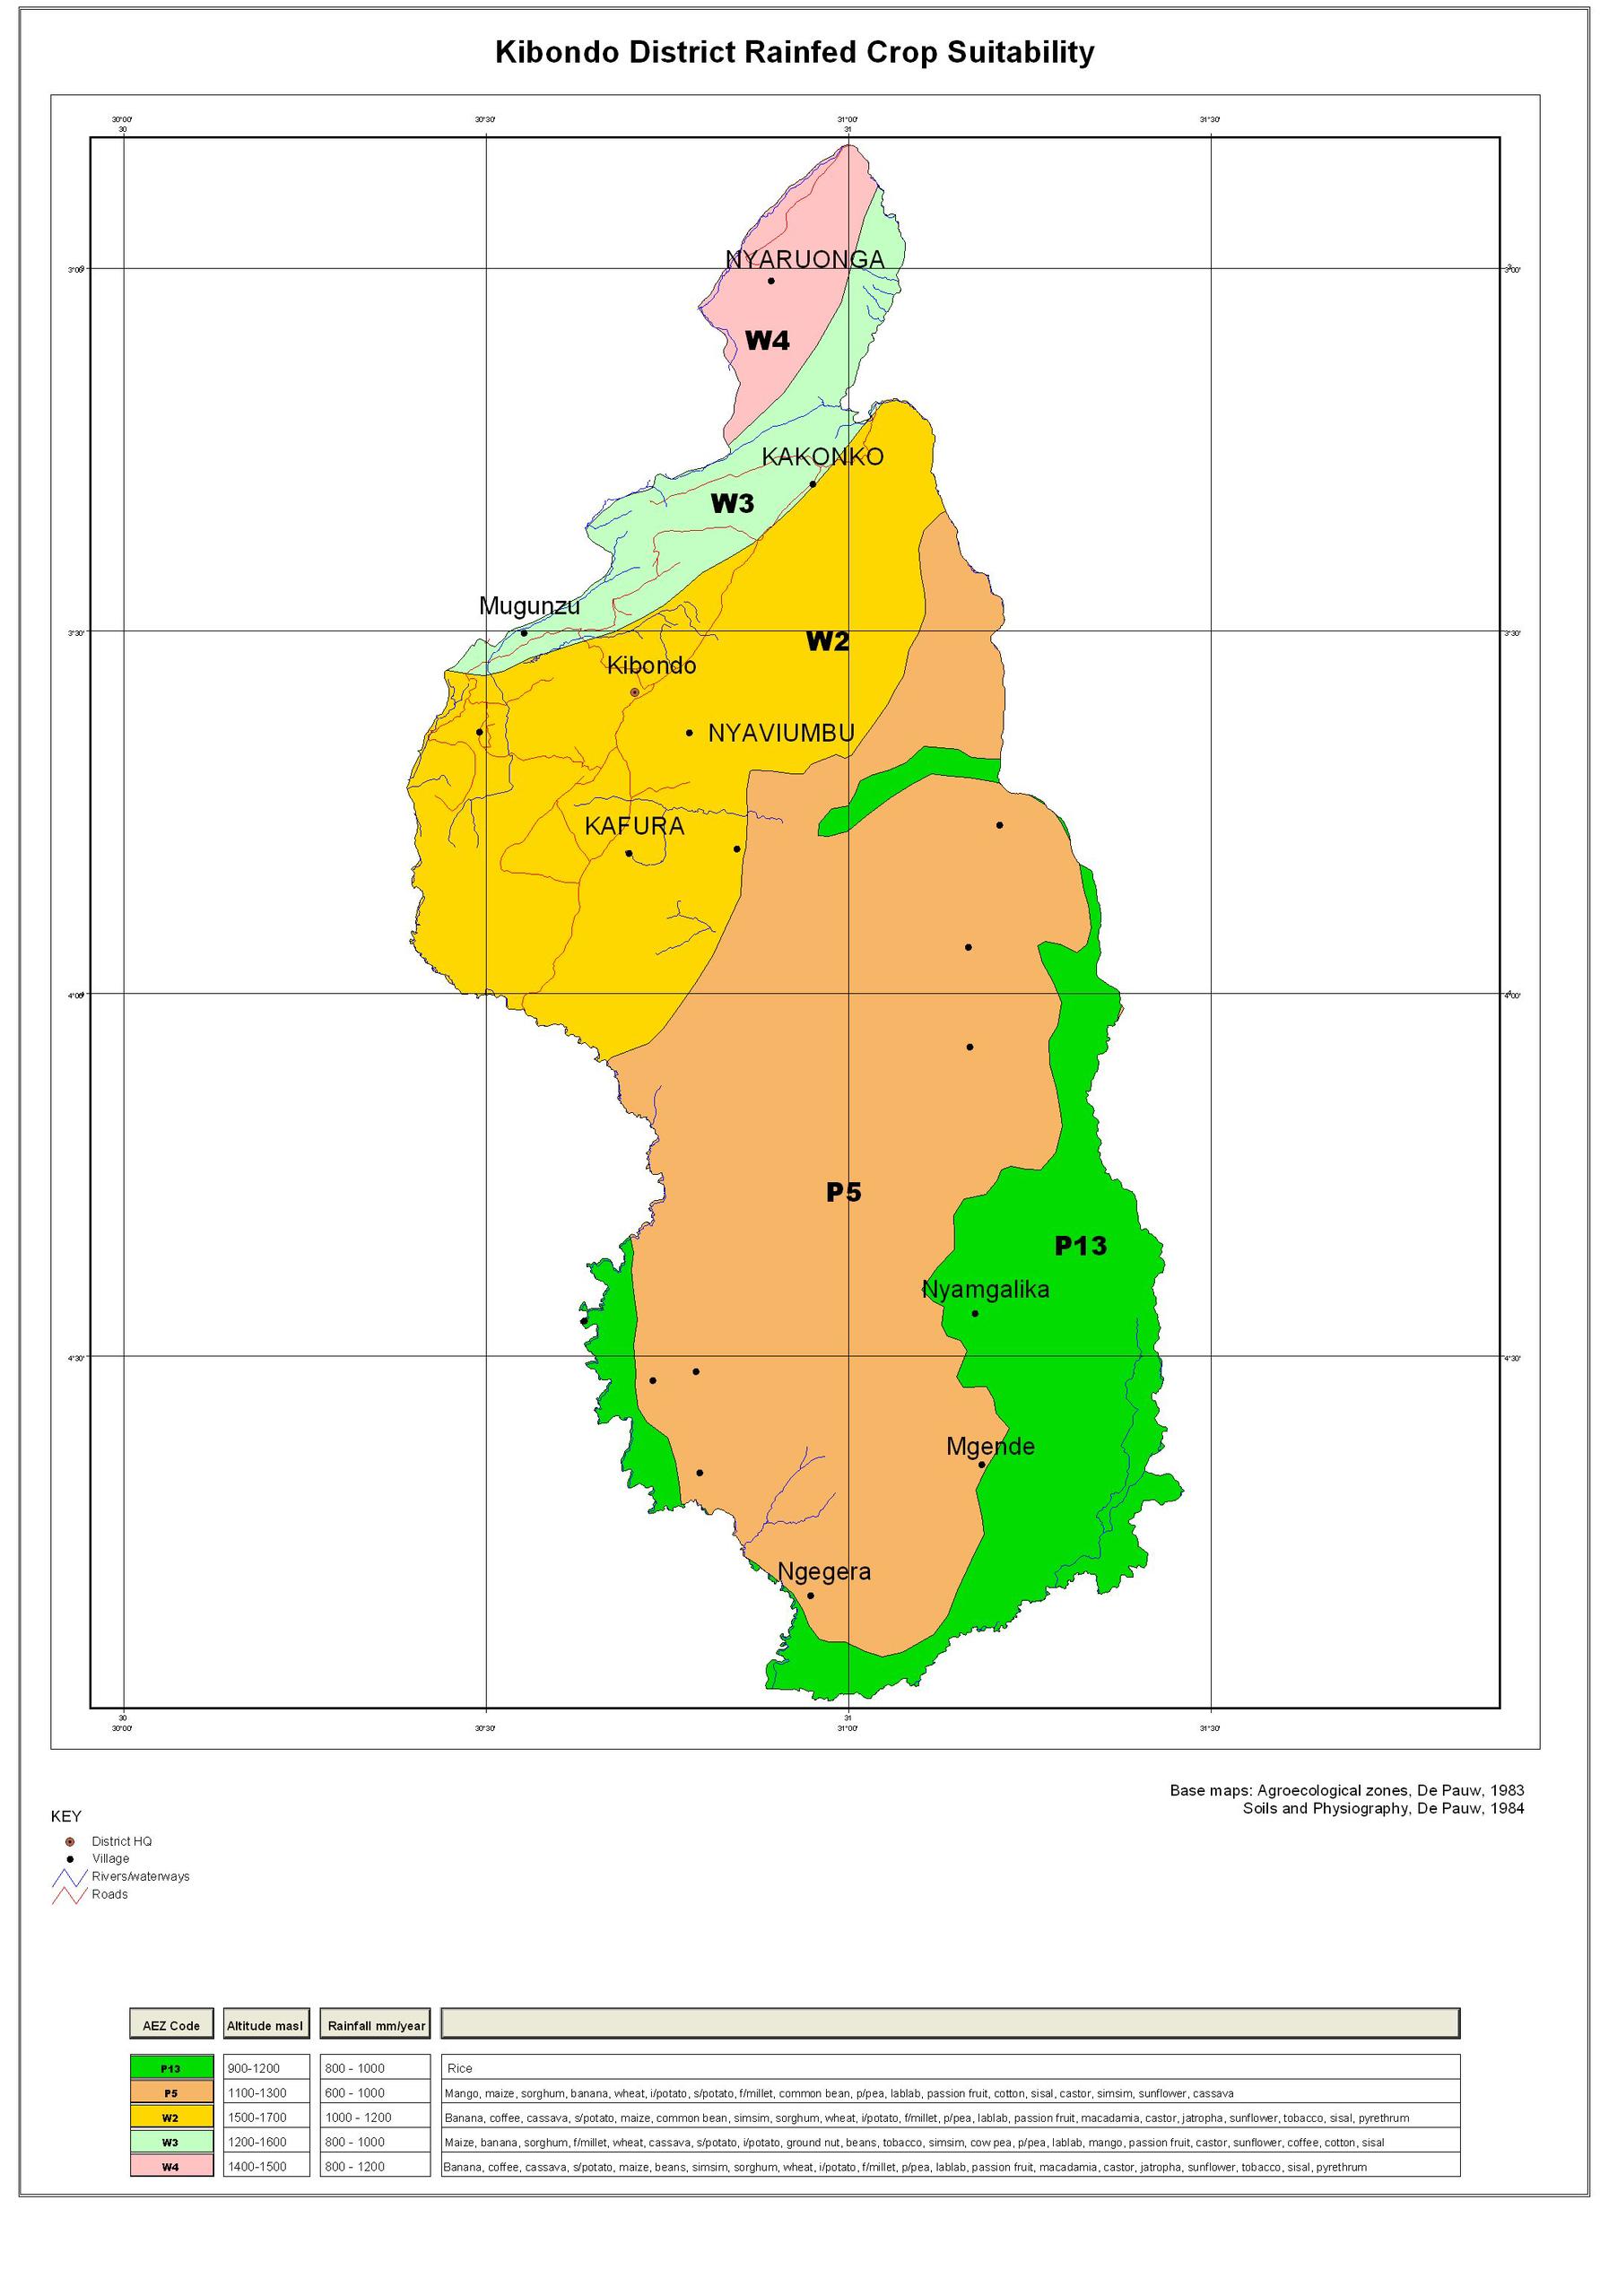 Kibondo District Rainfed Crop Suitability
30°00' 30°30' 31°00' 31°30'
30 31
NYARUONGA
3°00' 3°00'
W4
KAKONKO
W3
Mugunzu
3°30' 3°30'
W2
Kibondo
NYAVIUMBU
KAFURA
4°00' 4°00'
P5
P13
Nyamgalika
4°30' 4°30'
Mgende
Ngegera
30 31
30°00' 30°30' 31°00' 31°30'
Base maps: Agroecological zones, De Pauw, 1983
Soils and Physiography, De Pauw, 1984
KEY
District HQ
Village
Rivers/waterways
Roads
AEZ Code Altitude masl Rainfall mm/year
P13 900-1200 800 - 1000 Rice
P5 1100-1300 600 - 1000 Mango, maize, sorghum, banana, wheat, i/potato, s/potato, f/millet, common bean, p/pea, lablab, passion fruit, cotton, sisal, castor, simsim, sunflower, cassava
W2 1500-1700 1000 - 1200 Banana, coffee, cassava, s/potato, maize, common bean, simsim, sorghum, wheat, i/potato, f/millet, p/pea, lablab, passion fruit, macadamia, castor, jatropha, sunflower, tobacco, sisal, pyrethrum
W3 1200-1600 800 - 1000 Maize, banana, sorghum, f/millet, wheat, cassava, s/potato, i/potato, ground nut, beans, tobacco, simsim, cow pea, p/pea, lablab, mango, passion fruit, castor, sunflower, coffee, cotton, sisal
W4 1400-1500 800 - 1200 Banana, coffee, cassava, s/potato, maize, beans, simsim, sorghum, wheat, i/potato, f/millet, p/pea, lablab, passion fruit, macadamia, castor, jatropha, sunflower, tobacco, sisal, pyrethrum